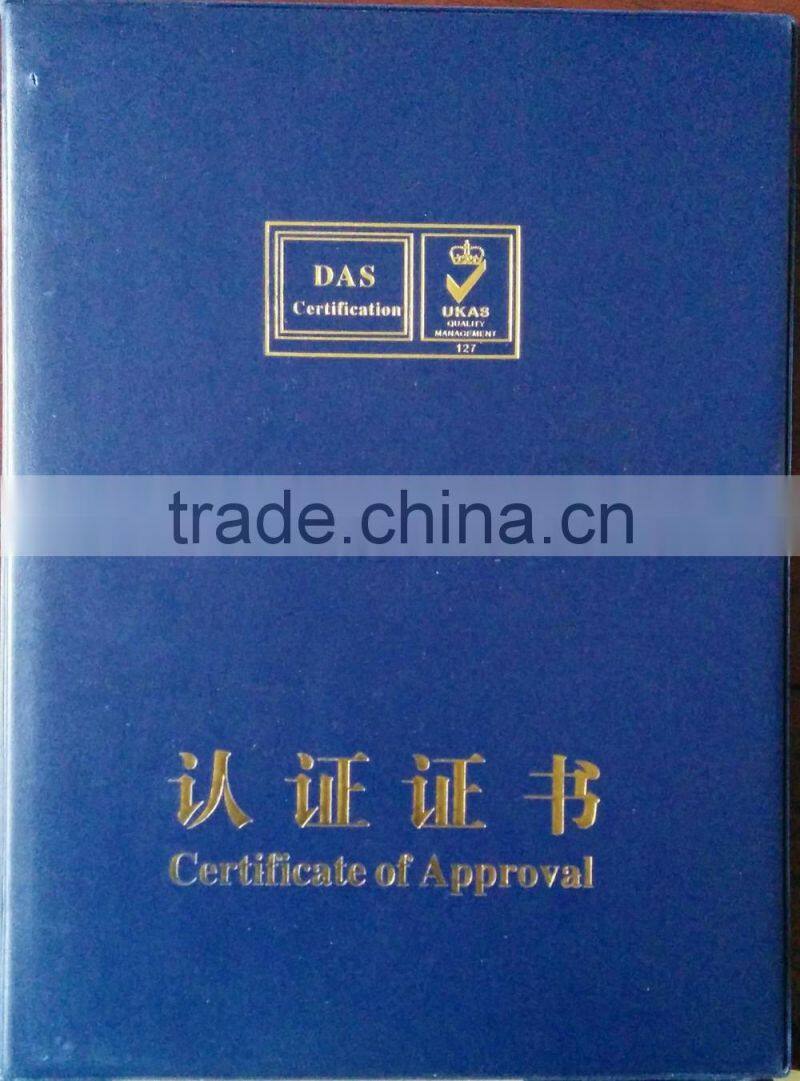 DAS
Certification
UKAS
QUALITY
MANAGEMENT
127
trade.china.cn
认证证书
Certificate of Approval